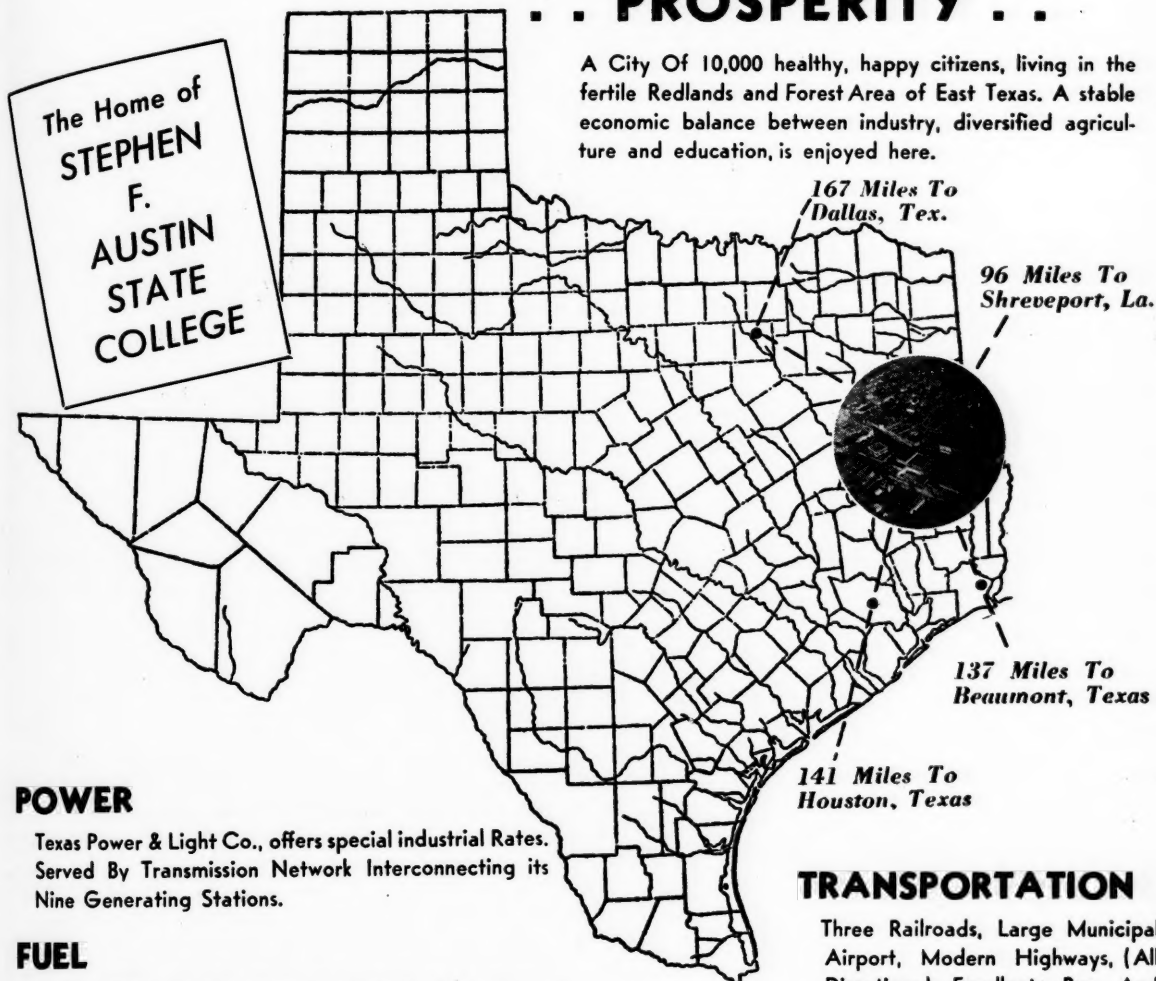 . . PROSPERITY . .
The Home of
STEPHEN
F.
AUSTIN
STATE
COLLEGE
A City Of 10,000 healthy, happy citizens, living in the
fertile Redlands and Forest Area of East Texas. A stable
economic balance between industry, diversified agricul-
ture and education, is enjoyed here.
167 Miles To
Dallas, Tex.
96 Miles To
Shreveport, La.
137 Miles To
Beaumont, Texas
141 Miles To
Houston, Texas
POWER
Texas Power & Light Co., offers special industrial Rates.
Served By Transmission Network Interconnecting its
Nine Generating Stations.
FUEL
TRANSPORTATION
Three Railroads, Large Municipal
Airport, Modern Highways, (All